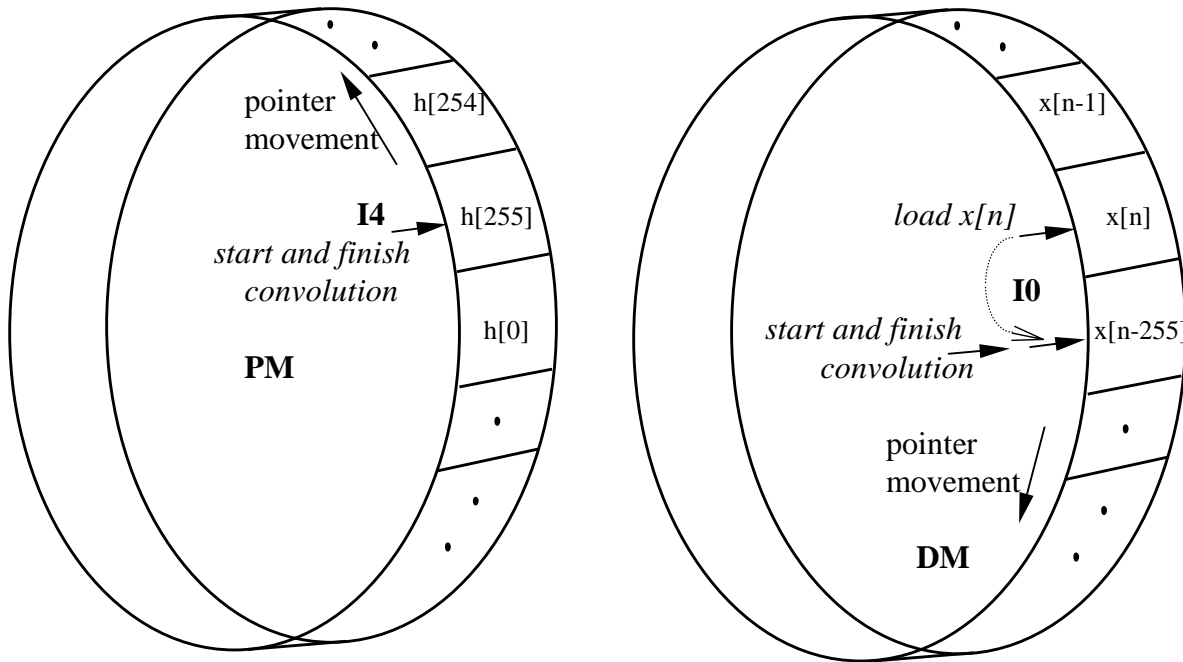 pointer
movement
h[254]
I4
h[255]
start and finish
convolution
h[0]
PM
x[n-1]
load x[n]
x[n]
I0
start and finish
convolution
x[n-255]
pointer
movement
DM